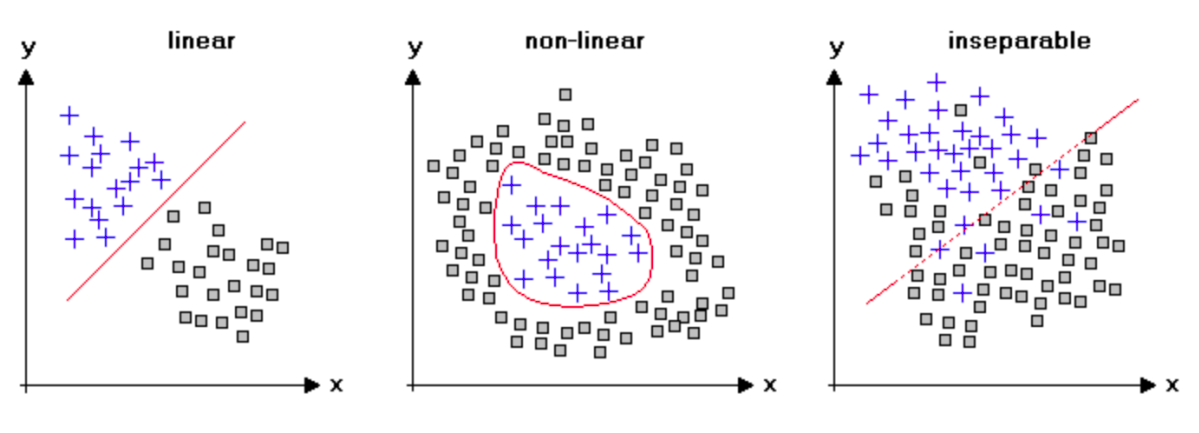 linear
y
x
non-linear
y
x
inseparable
y
x